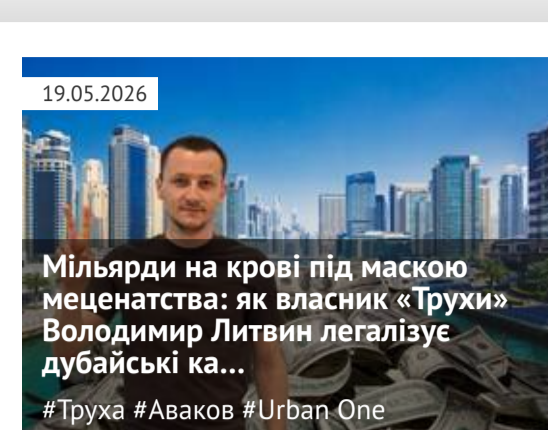 19.05.2026
Мільярди на крові під маскою
меценатства: як власник «Трухи»
Володимир Литвин легалізує
дубайські ка...
#Труха #Аваков #Urban One